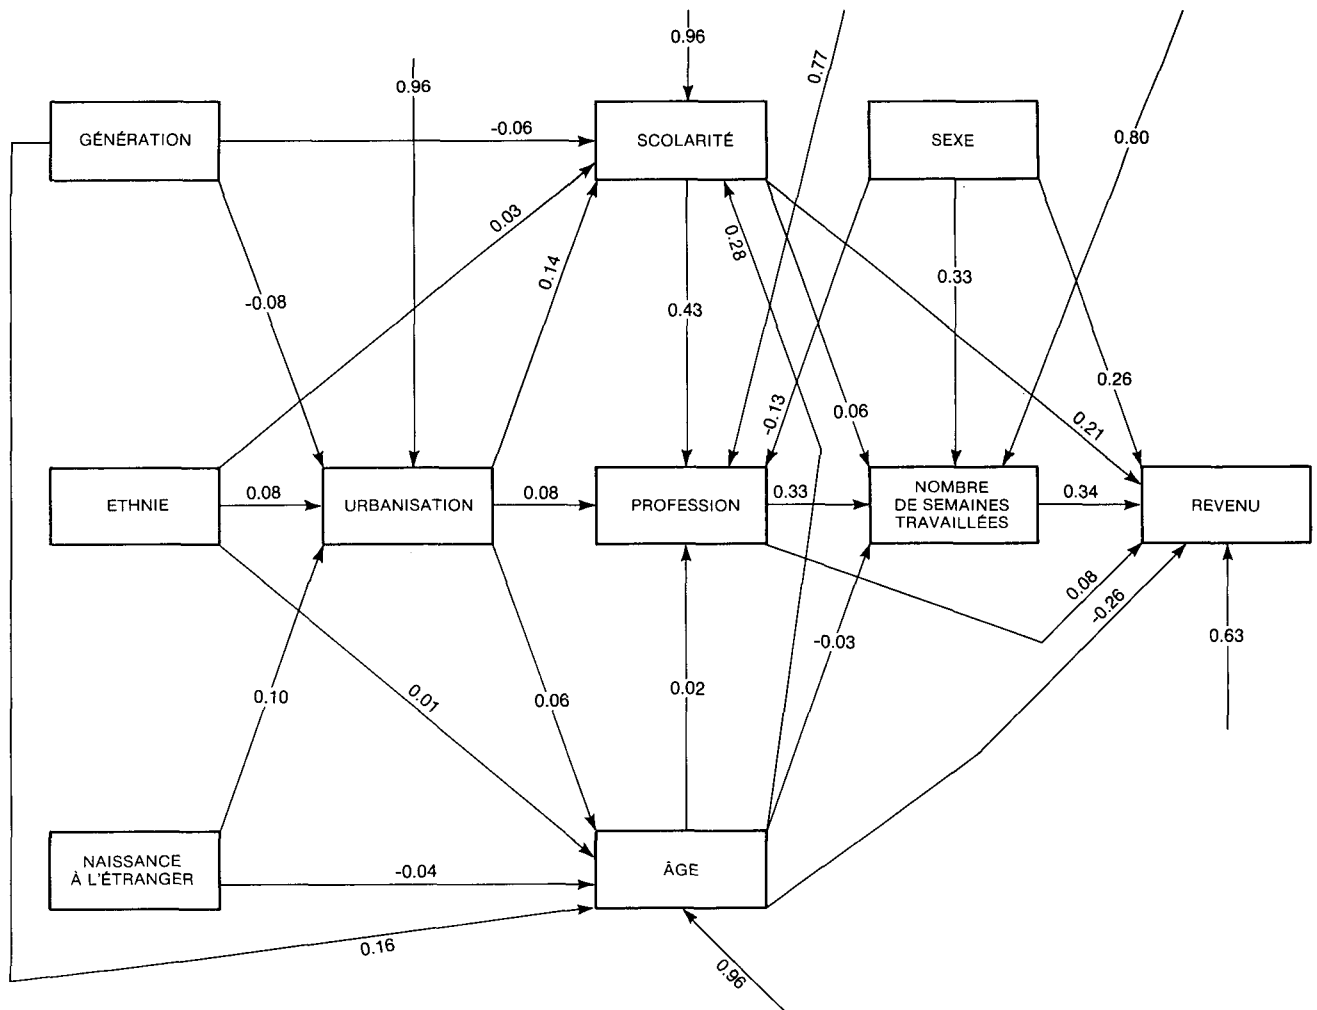 0.96
0.77
0.96
0.80
GÉNÉRATION
-0.06
SCOLARITÉ
SEXE
0.03
0.14
0.28
0.33
-0.08
0.43
0.26
-0.13
0.06
0.21
ETHNIE
0.08
URBANISATION
0.08
PROFESSION
0.33
NOMBRE
DE SEMAINES
TRAVAILLÉES
0.34
REVENU
0.08
-0.26
0.63
-0.03
0.10
0.01
0.06
0.02
NAISSANCE
À L'ÉTRANGER
-0.04
ÂGE
0.16
0.96